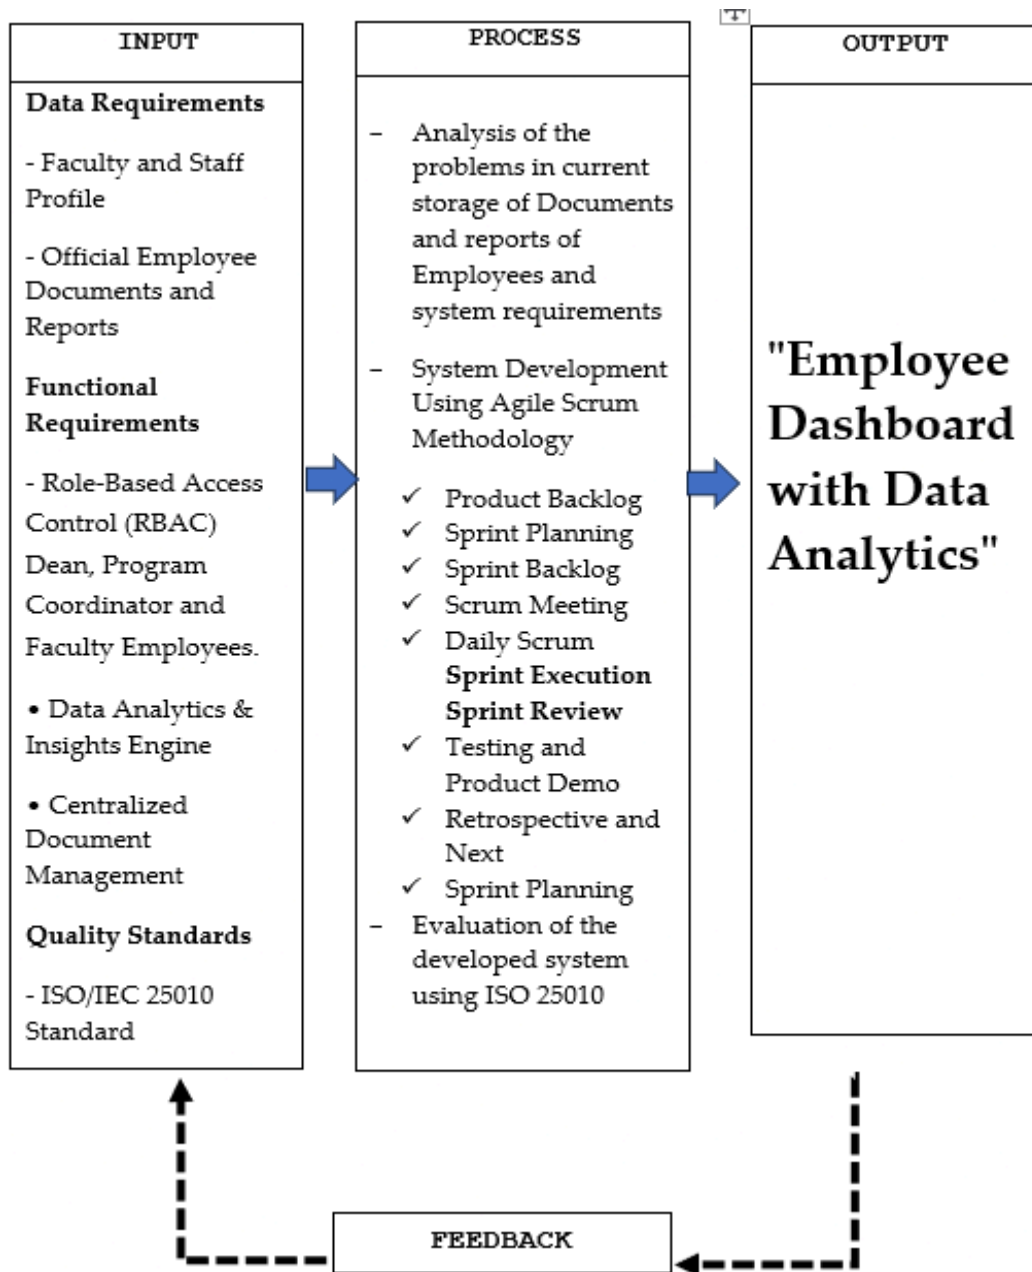 INPUT
Data Requirements
- Faculty and Staff
Profile
- Official Employee
Documents and
Reports
Functional
Requirements
- Role-Based Access
Control (RBAC)
Dean, Program
Coordinator and
Faculty Employees.
• Data Analytics &
Insights Engine
• Centralized
Document
Management
Quality Standards
- ISO/IEC 25010
Standard
PROCESS
– Analysis of the
problems in current
storage of Documents
and reports of
Employees and
system requirements
– System Development
Using Agile Scrum
Methodology
✓ Product Backlog
✓ Sprint Planning
✓ Sprint Backlog
✓ Scrum Meeting
✓ Daily Scrum
Sprint Execution
Sprint Review
✓ Testing and
Product Demo
✓ Retrospective and
Next
✓ Sprint Planning
– Evaluation of the
developed system
using ISO 25010
OUTPUT
"Employee
Dashboard
with Data
Analytics"
FEEDBACK